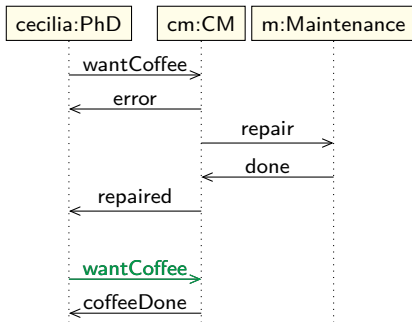 cecilia:PhD cm:CM m:Maintenance
wantCoffee
error
repair
done
repaired
wantCoffee
coffeeDone